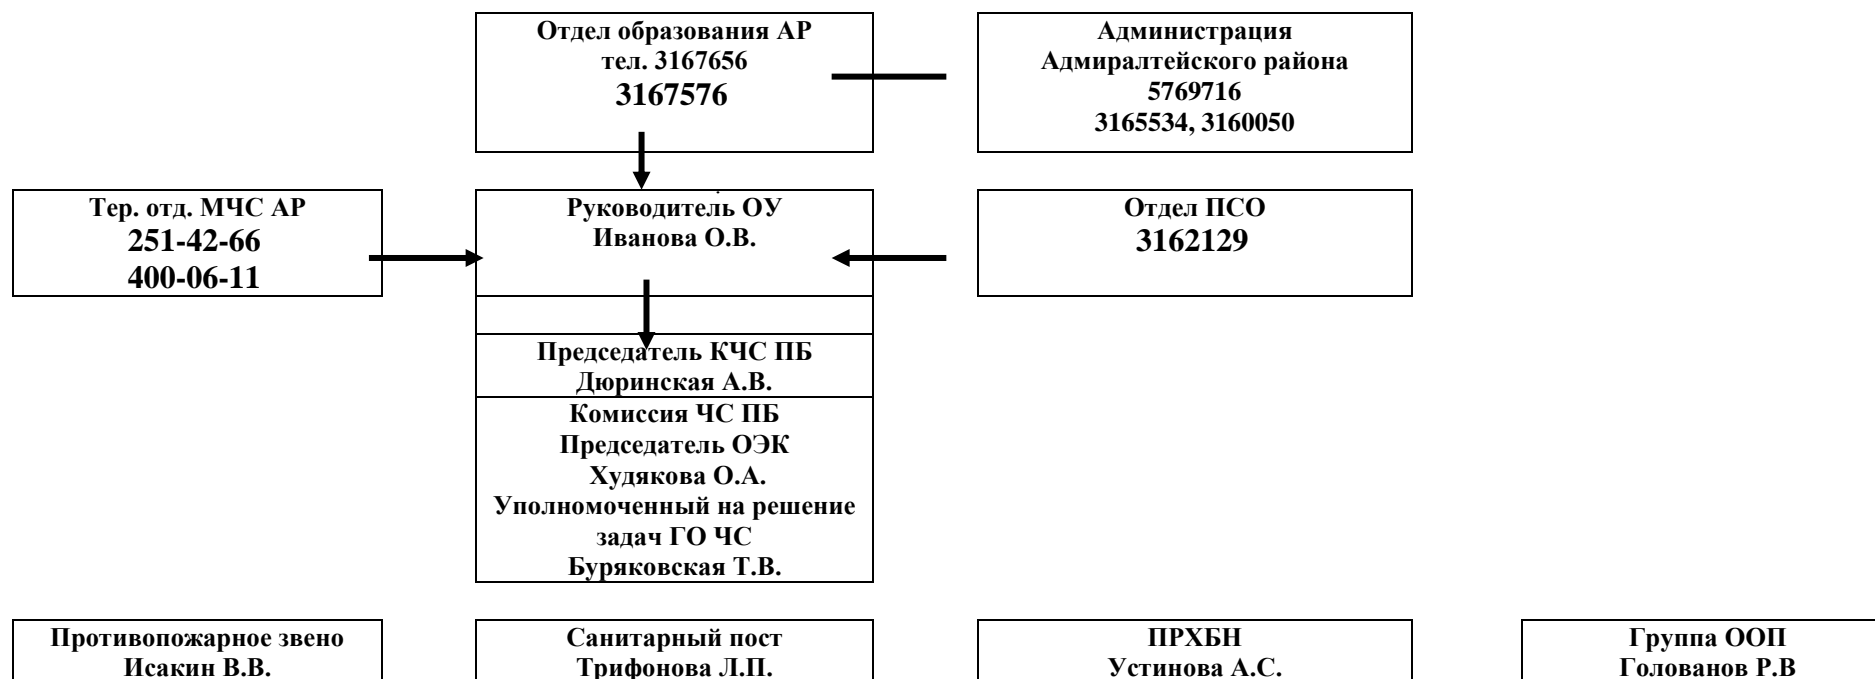 Отдел образования АР
тел. 3167656
3167576
Администрация
Адмиралтейского района
5769716
3165534, 3160050
Тер. отд. МЧС АР
251-42-66
400-06-11
Руководитель ОУ
Иванова О.В.
Отдел ПСО
3162129
Председатель КЧС ПБ
Дюринская А.В.
Комиссия ЧС ПБ
Председатель ОЭК
Худякова О.А.
Уполномоченный на решение
задач ГО ЧС
Буряковская Т.В.
Противопожарное звено
Исакин В.В.
Санитарный пост
Трифонова Л.П.
ПРХБН
Устинова А.С.
Группа ООП
Голованов Р.В